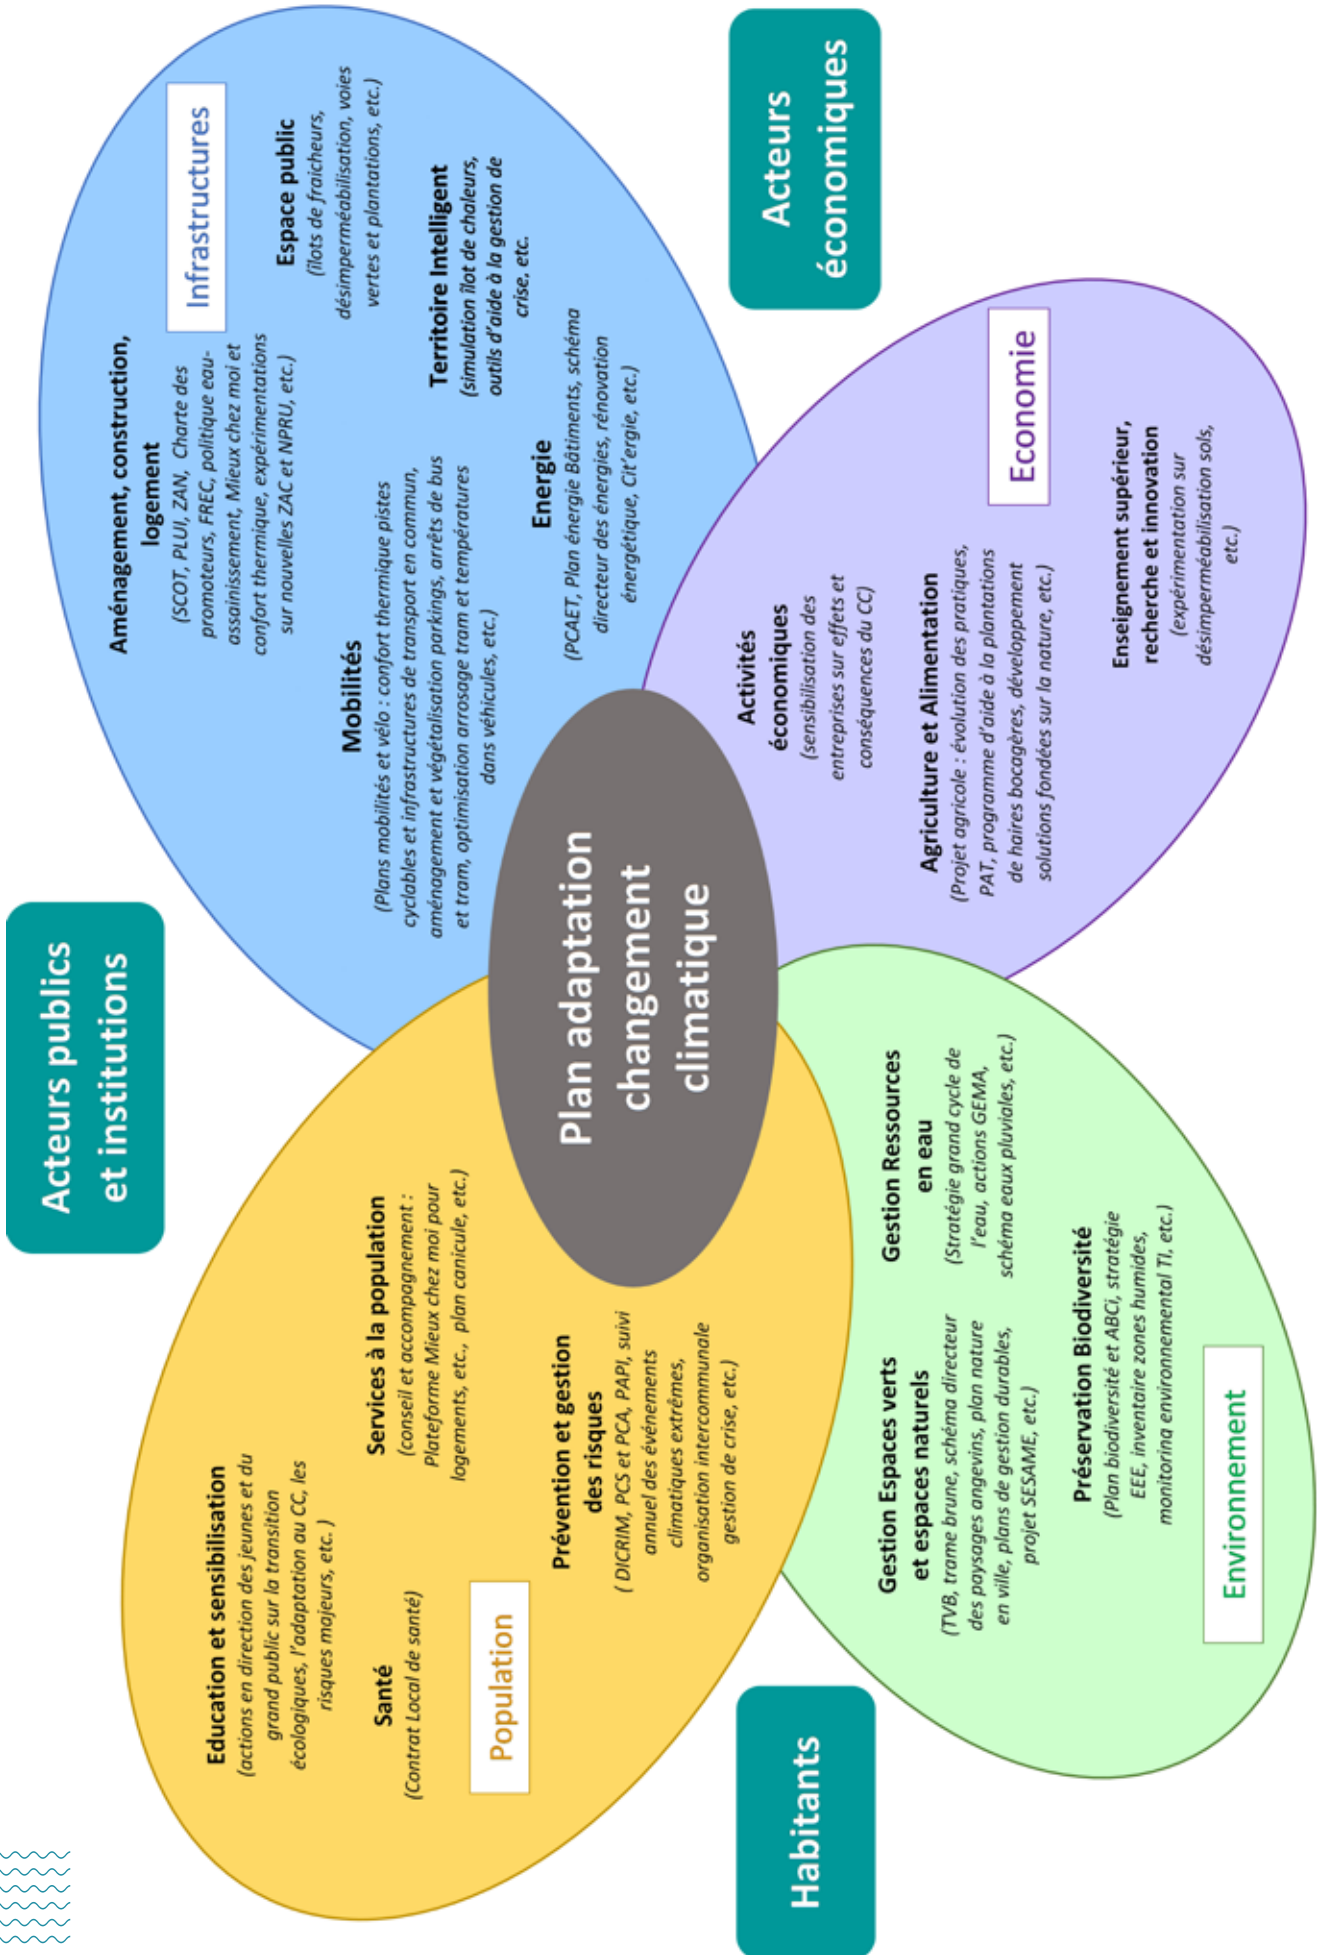 Acteurs publics
et institutions
Education et sensibilisation
(actions en direction des jeunes et du
grand public sur la transition
écologiques, l'adaptation au CC, les
risques majeurs, etc. )
Santé
(Contrat Local de santé)
Population
Services à la population
(conseil et accompagnement :
Plateforme Mieux chez moi pour
logements, etc., plan canicule, etc.)
Prévention et gestion
des risques
( DICRIM, PCS et PCA, PAPI, suivi
annuel des événements
climatiques extrêmes,
organisation intercommunale
gestion de crise, etc.)
Aménagement, construction,
logement
(SCOT, PLUI, ZAN, Charte des
promoteurs, FREC, politique eau-
assainissement, Mieux chez moi et
confort thermique, expérimentations
sur nouvelles ZAC et NPRU, etc.)
Infrastructures
Espace public
(îlots de fraicheurs,
désimperméabilisation, voies
vertes et plantations, etc.)
Mobilités
(Plans mobilités et vélo : confort thermique pistes
cyclables et infrastructures de transport en commun,
aménagement et végétalisation parkings, arrêts de bus
et tram, optimisation arrosage tram et températures
dans véhicules, etc.)
Territoire Intelligent
(simulation îlot de chaleurs,
outils d'aide à la gestion de
crise. etc.
Energie
(PCAET, Plan énergie Bâtiments, schéma
directeur des énergies, rénovation
énergétique, Cit'ergie, etc.)
Plan adaptation
changement
climatique
Habitants
Acteurs
économiques
Gestion Espaces verts
et espaces naturels
(TVB, trame brune, schéma directeur
des paysages angevins, plan nature
en ville, plans de gestion durables,
projet SESAME, etc.)
Gestion Ressources
en eau
(Stratégie grand cycle de
l'eau, actions GEMA,
schéma eaux pluviales, etc.)
Préservation Biodiversité
(Plan biodiversité et ABCi, stratégie
EEE, inventaire zones humides,
monitoring environnemental TI, etc.)
Environnement
Activités
économiques
(sensibilisation des
entreprises sur effets et
conséquences du CC)
Agriculture et Alimentation
(Projet agricole : évolution des pratiques,
PAT, programme d'aide à la plantations
de haires bocagères, développement
solutions fondées sur la nature, etc.)
Economie
Enseignement supérieur,
recherche et innovation
(expérimentation sur
désimperméabilisation sols,
etc.)